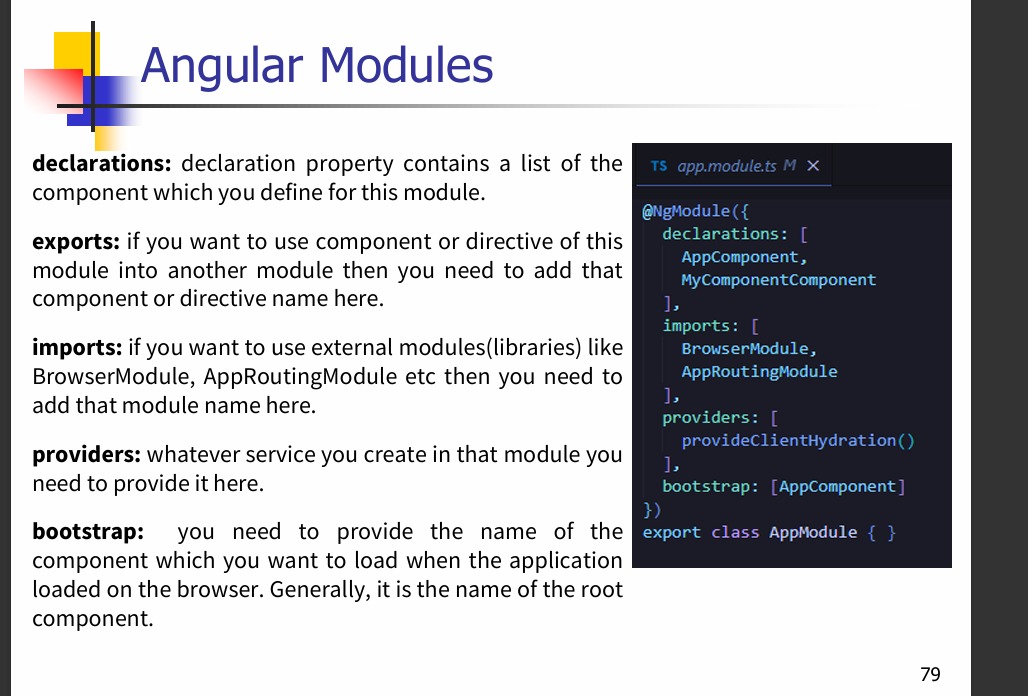 Angular Modules
declarations: declaration property contains a list of the
component which you define for this module.
exports: if you want to use component or directive of this
module into another module then you need to add that
component or directive name here.
imports: if you want to use external modules(libraries) like
BrowserModule, AppRoutingModule etc then you need to
add that module name here.
providers: whatever service you create in that module you
need to provide it here.
bootstrap: you need to provide the name of the
component which you want to load when the application
loaded on the browser. Generally, it is the name of the root
component.
TS app.module.ts M ✕
@NgModule({
  declarations: [
    AppComponent,
    MyComponentComponent
  ],
  imports: [
    BrowserModule,
    AppRoutingModule
  ],
  providers: [
    provideClientHydration()
  ],
  bootstrap: [AppComponent]
})
export class AppModule { }
79